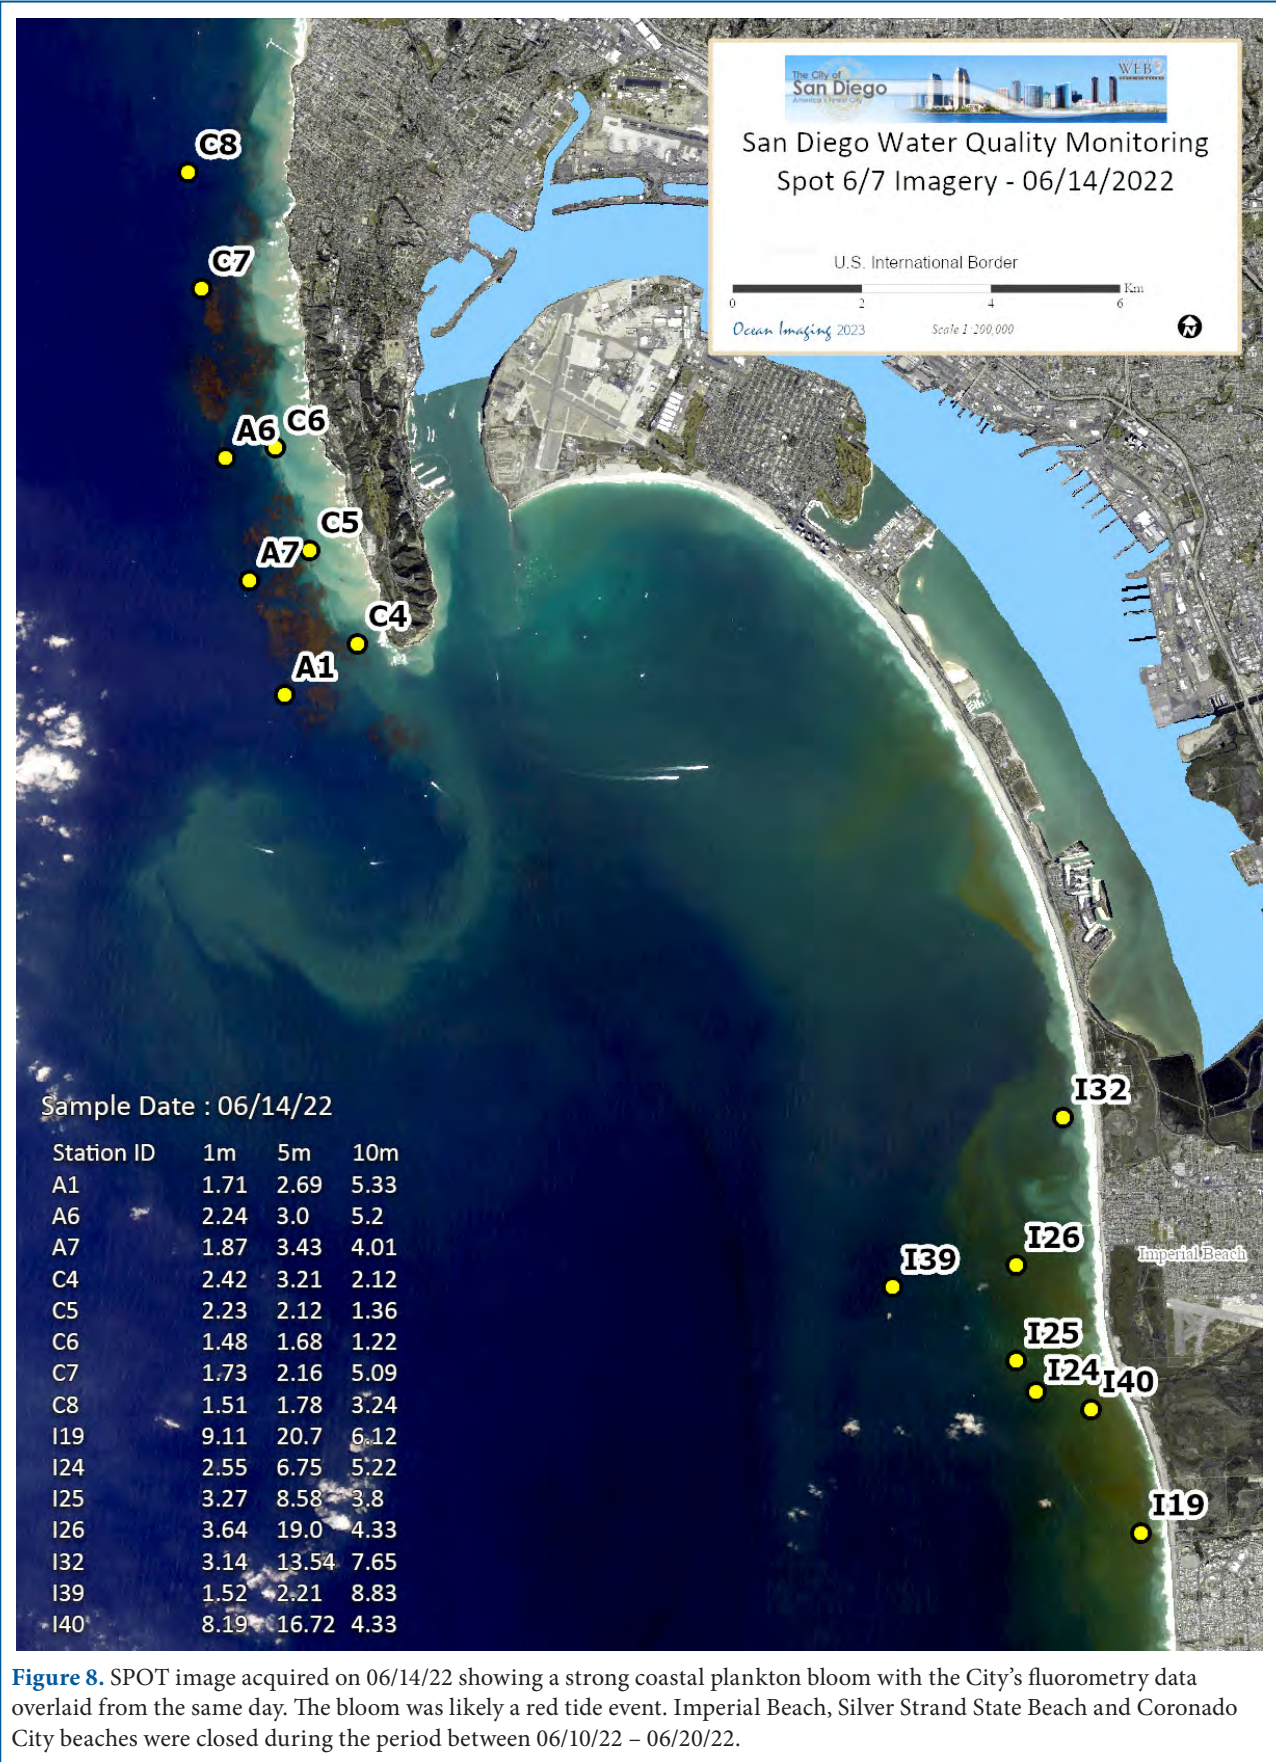 The City of
San Diego
America's Finest City
WEB
San Diego Water Quality Monitoring
Spot 6/7 Imagery - 06/14/2022
U.S. International Border
Km
0 2 4 6
Ocean Imaging 2023 Scale 1:200,000
N
C8
C7
A6 C6
C5
A7
C4
A1
I32
I26
I39
Imperial Beach
I25
I24 I40
I19
Sample Date : 06/14/22
Station ID 1m 5m 10m
A1 1.71 2.69 5.33
A6 2.24 3.0 5.2
A7 1.87 3.43 4.01
C4 2.42 3.21 2.12
C5 2.23 2.12 1.36
C6 1.48 1.68 1.22
C7 1.73 2.16 5.09
C8 1.51 1.78 3.24
I19 9.11 20.7 6.12
I24 2.55 6.75 5.22
I25 3.27 8.58 3.8
I26 3.64 19.0 4.33
I32 3.14 13.54 7.65
I39 1.52 2.21 8.83
I40 8.19 16.72 4.33
Figure 8. SPOT image acquired on 06/14/22 showing a strong coastal plankton bloom with the City's fluorometry data
overlaid from the same day. The bloom was likely a red tide event. Imperial Beach, Silver Strand State Beach and Coronado
City beaches were closed during the period between 06/10/22 – 06/20/22.